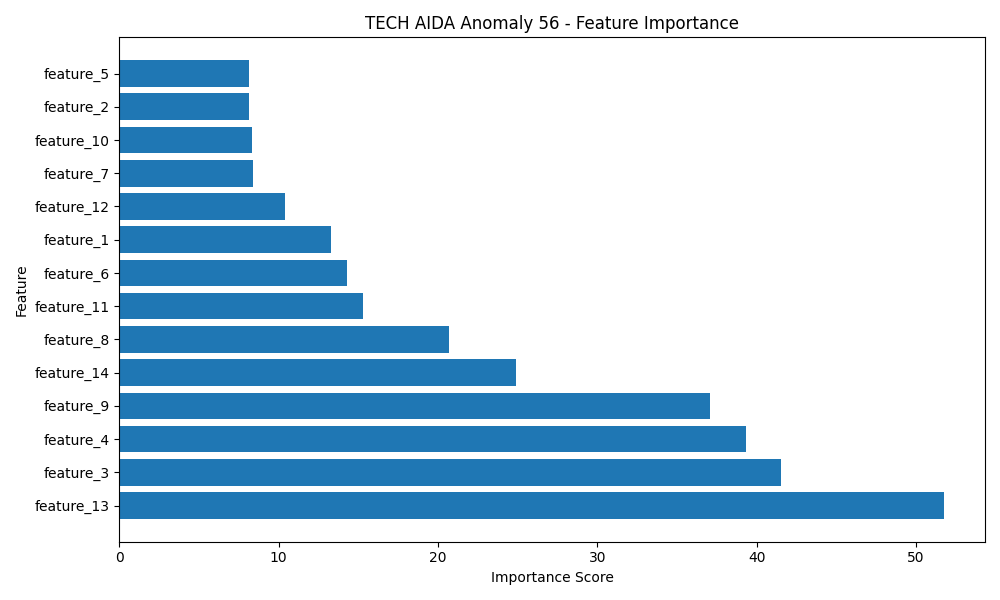 TECH AIDA Anomaly 56 - Feature Importance
feature_5
feature_2
feature_10
feature_7
feature_12
feature_1
feature_6
feature_11
feature_8
feature_14
feature_9
feature_4
feature_3
feature_13
Feature
0 10 20 30 40 50
Importance Score